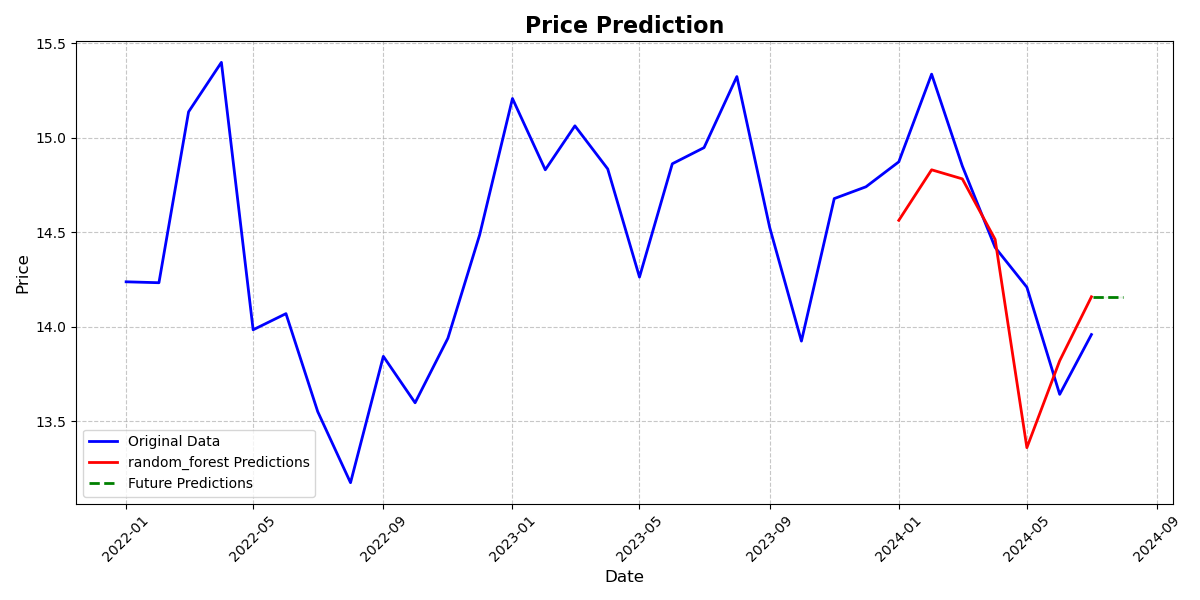 Price Prediction
15.5
15.0
14.5
14.0
13.5
Price
Original Data
random_forest Predictions
Future Predictions
2022-01
2022-05
2022-09
2023-01
2023-05
2023-09
2024-01
2024-05
2024-09
Date